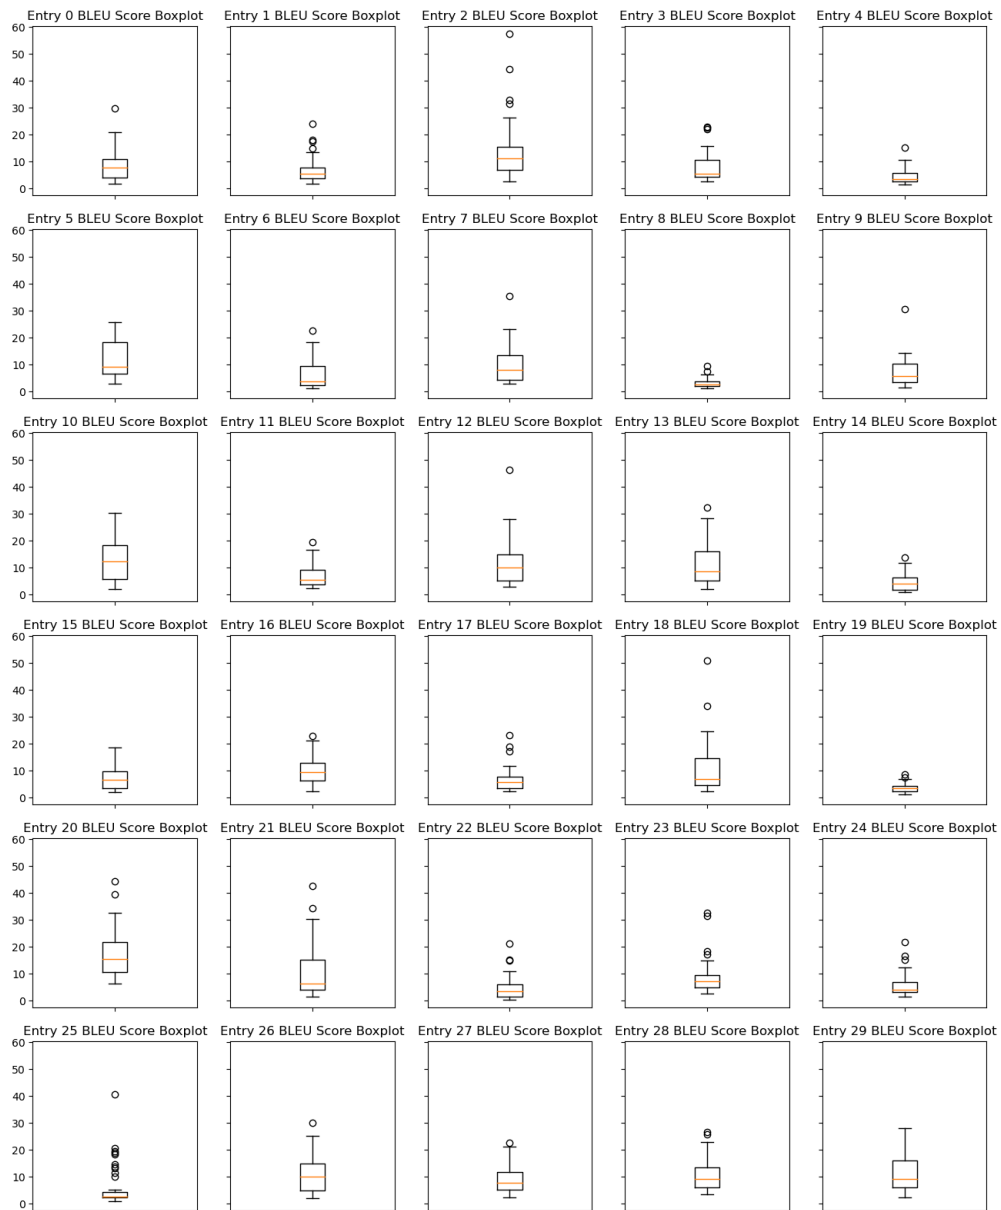 Entry 0 BLEU Score Boxplot
Entry 1 BLEU Score Boxplot
Entry 2 BLEU Score Boxplot
Entry 3 BLEU Score Boxplot
Entry 4 BLEU Score Boxplot
60
50
40
30
20
10
0
Entry 5 BLEU Score Boxplot
Entry 6 BLEU Score Boxplot
Entry 7 BLEU Score Boxplot
Entry 8 BLEU Score Boxplot
Entry 9 BLEU Score Boxplot
60
50
40
30
20
10
0
Entry 10 BLEU Score Boxplot
Entry 11 BLEU Score Boxplot
Entry 12 BLEU Score Boxplot
Entry 13 BLEU Score Boxplot
Entry 14 BLEU Score Boxplot
60
50
40
30
20
10
0
Entry 15 BLEU Score Boxplot
Entry 16 BLEU Score Boxplot
Entry 17 BLEU Score Boxplot
Entry 18 BLEU Score Boxplot
Entry 19 BLEU Score Boxplot
60
50
40
30
20
10
0
Entry 20 BLEU Score Boxplot
Entry 21 BLEU Score Boxplot
Entry 22 BLEU Score Boxplot
Entry 23 BLEU Score Boxplot
Entry 24 BLEU Score Boxplot
60
50
40
30
20
10
0
Entry 25 BLEU Score Boxplot
Entry 26 BLEU Score Boxplot
Entry 27 BLEU Score Boxplot
Entry 28 BLEU Score Boxplot
Entry 29 BLEU Score Boxplot
60
50
40
30
20
10
0